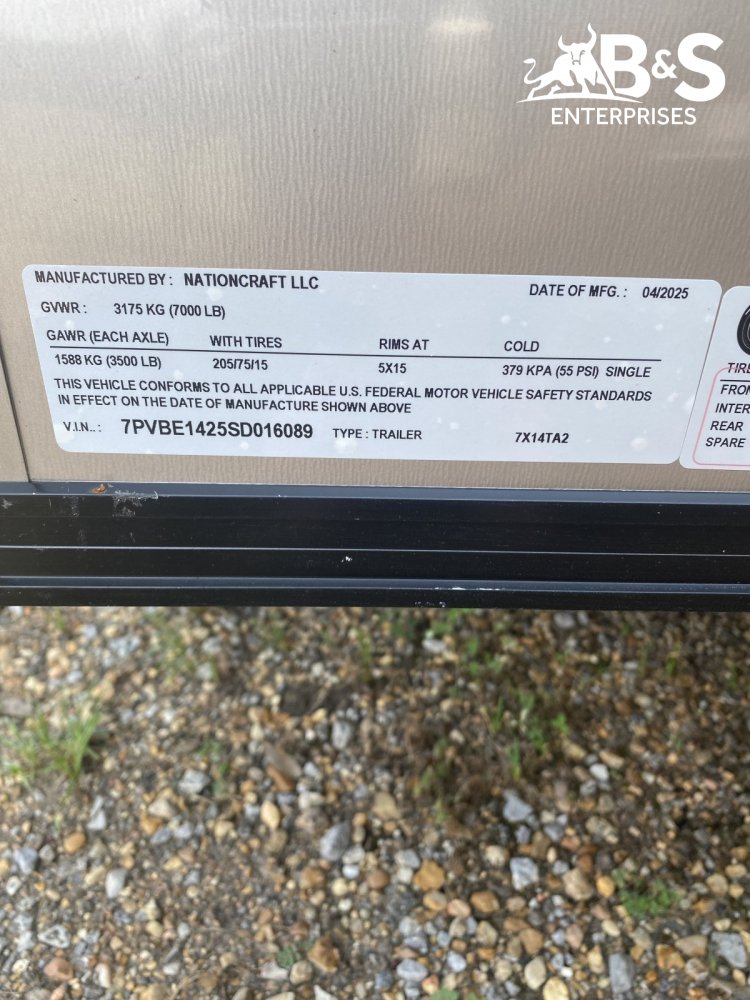 B&S
ENTERPRISES
MANUFACTURED BY : NATIONCRAFT LLC DATE OF MFG. : 04/2025
GVWR : 3175 KG (7000 LB)
GAWR (EACH AXLE) WITH TIRES RIMS AT COLD
1588 KG (3500 LB) 205/75/15 5X15 379 KPA (55 PSI) SINGLE
THIS VEHICLE CONFORMS TO ALL APPLICABLE U.S. FEDERAL MOTOR VEHICLE SAFETY STANDARDS
IN EFFECT ON THE DATE OF MANUFACTURE SHOWN ABOVE
V.I.N.. : 7PVBE1425SD016089 TYPE : TRAILER 7X14TA2
REAR
SPARE